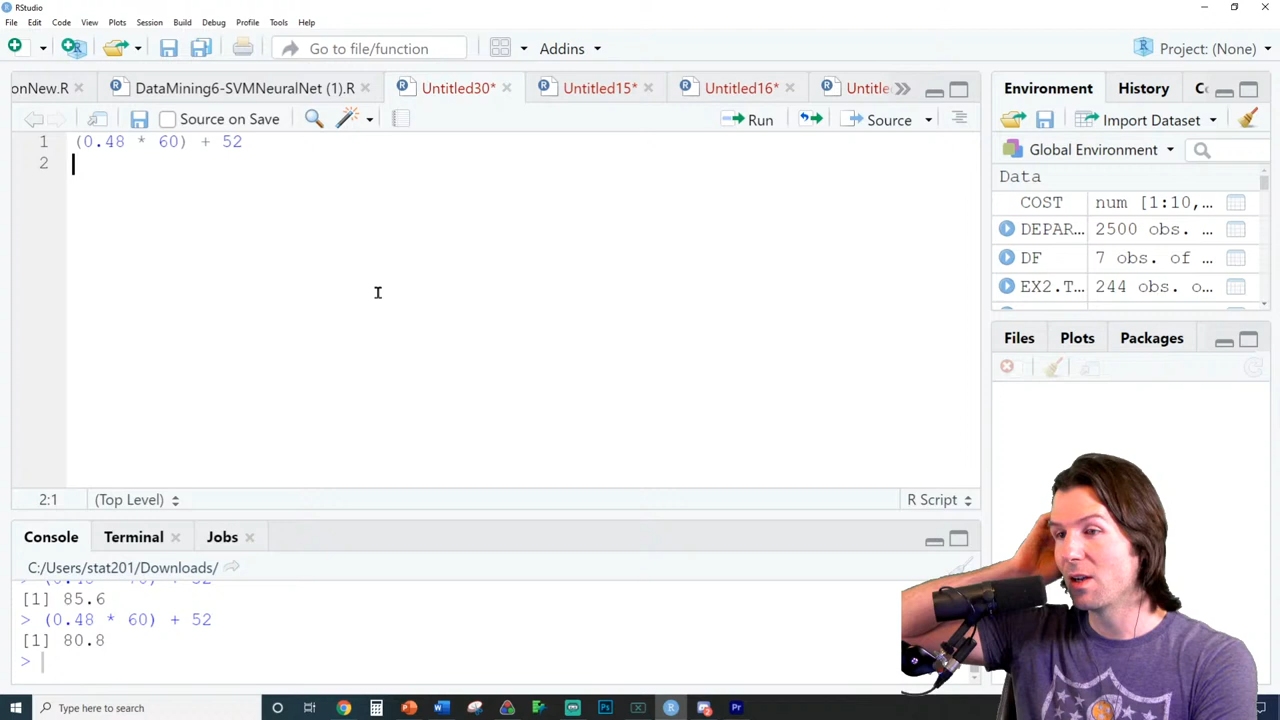 RStudio
File Edit Code View Plots Session Build Debug Profile Tools Help
Go to file/function Addins Project: (None)
onNew.R DataMining6-SVMNeuralNet (1).R Untitled30* Untitled15* Untitled16* Untitle
Source on Save Run Source
1 (0.48 * 60) + 52
2
2:1 (Top Level) R Script
Console Terminal Jobs
C:/Users/stat201/Downloads/
[1] 85.6
> (0.48 * 60) + 52
[1] 80.8
>
Environment History C
Import Dataset
Global Environment
Data
COST num [1:10,…
DEPAR… 2500 obs. …
DF 7 obs. of …
EX2.T… 244 obs. o…
Files Plots Packages
Type here to search